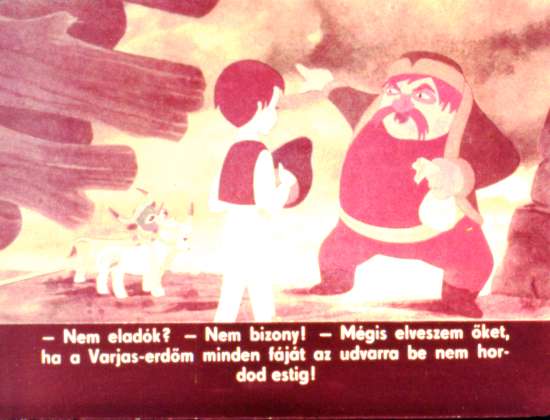 — Nem eladók? — Nem bizony! — Mégis elveszem őket,
ha a Varjas-erdőm minden fáját az udvarra be nem hor-
dod estig!